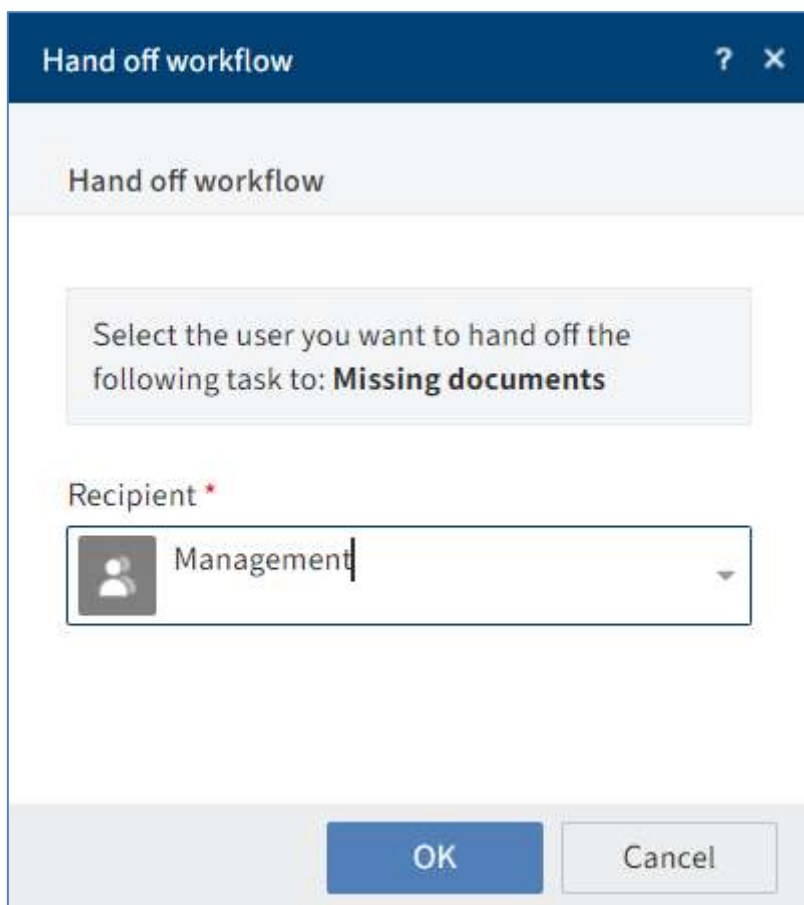 Hand off workflow ? ×
Hand off workflow
Select the user you want to hand off the
following task to: Missing documents
Recipient *
Management
OK Cancel